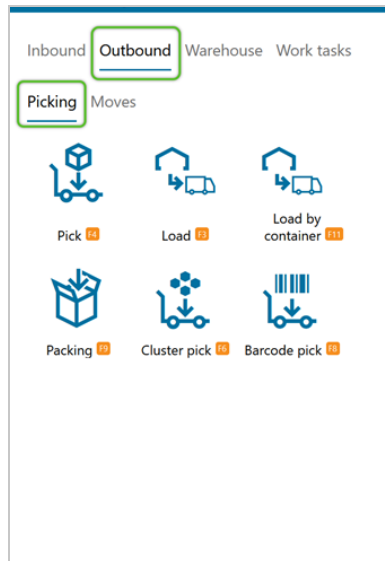 Inbound Outbound Warehouse Work tasks
Picking Moves
Pick F4
Load F3
Load by
container F11
Packing F9
Cluster pick F6
Barcode pick F8